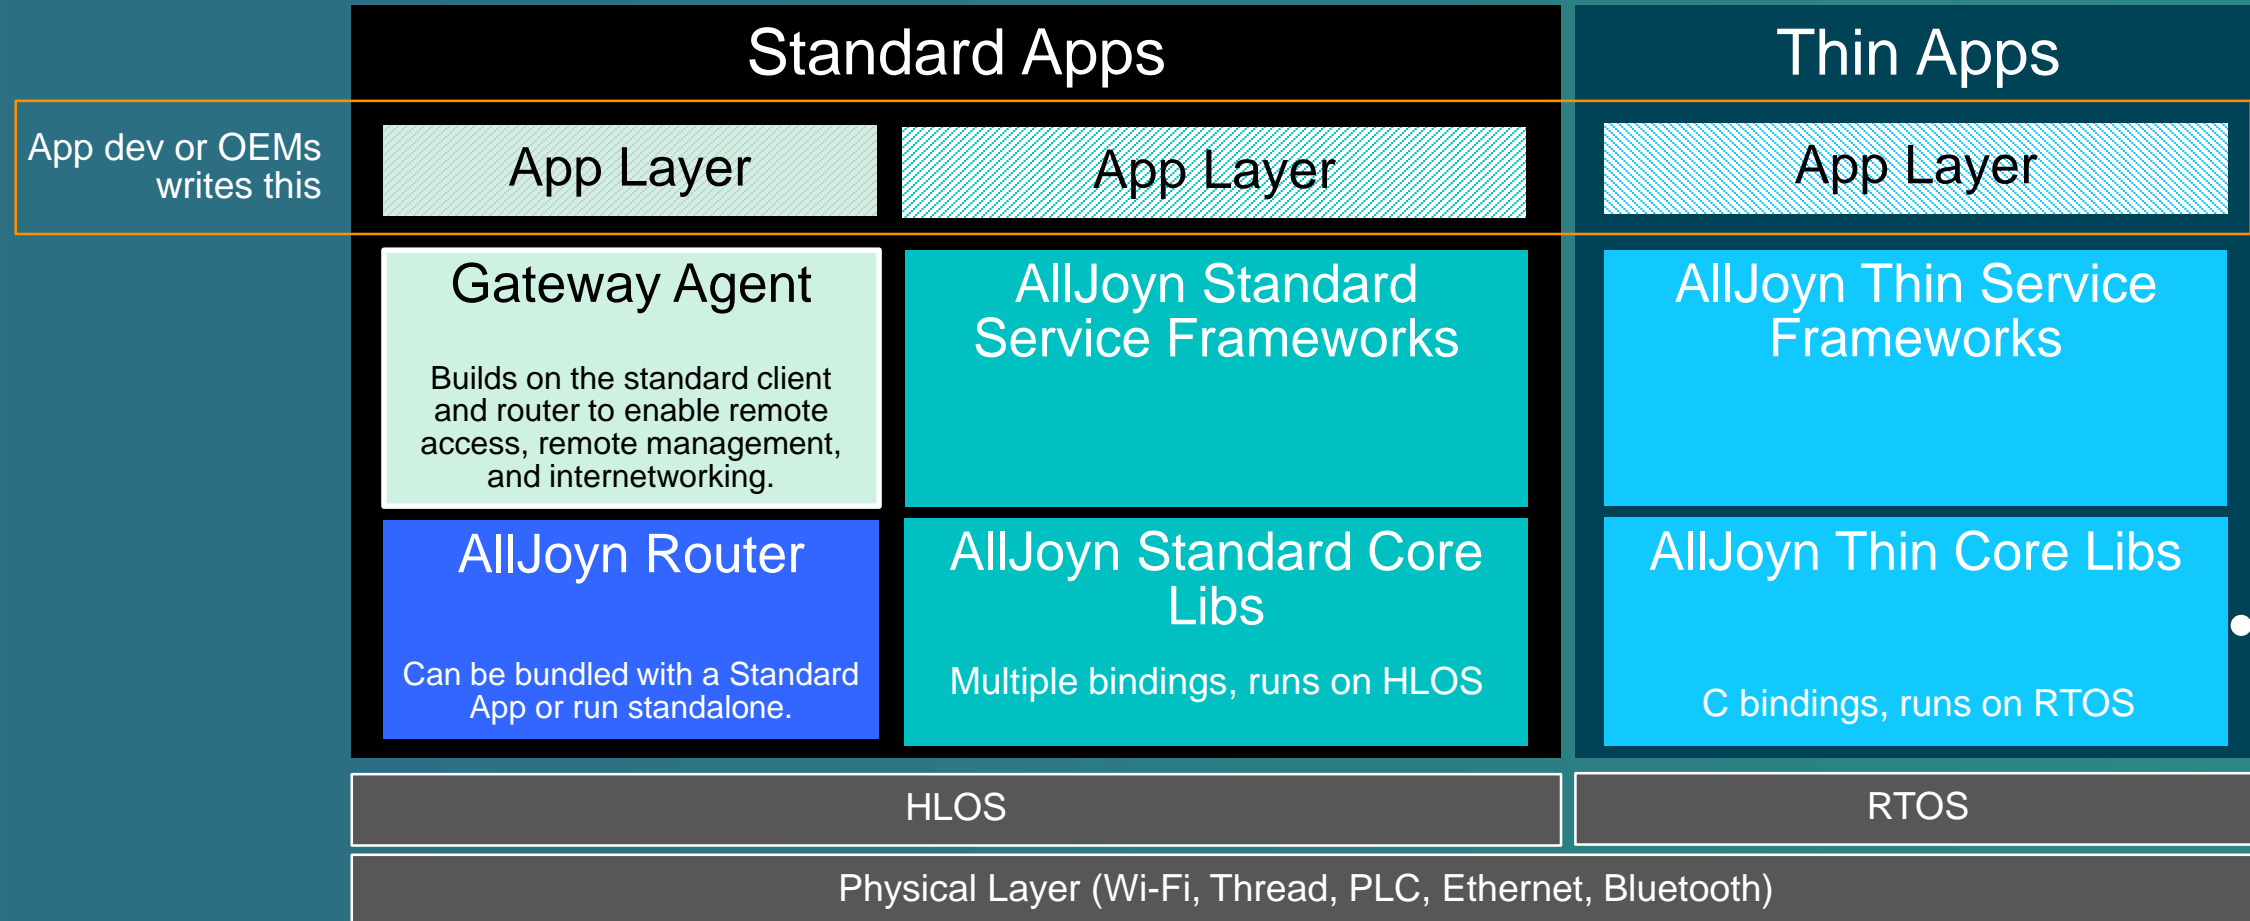 Standard Apps
Thin Apps
App dev or OEMs
writes this
App Layer
App Layer
App Layer
Gateway Agent
Builds on the standard client
and router to enable remote
access, remote management,
and internetworking.
AllJoyn Standard
Service Frameworks
AllJoyn Thin Service
Frameworks
AllJoyn Router
Can be bundled with a Standard
App or run standalone.
AllJoyn Standard Core
Libs
Multiple bindings, runs on HLOS
AllJoyn Thin Core Libs
C bindings, runs on RTOS
HLOS
RTOS
Physical Layer (Wi-Fi, Thread, PLC, Ethernet, Bluetooth)